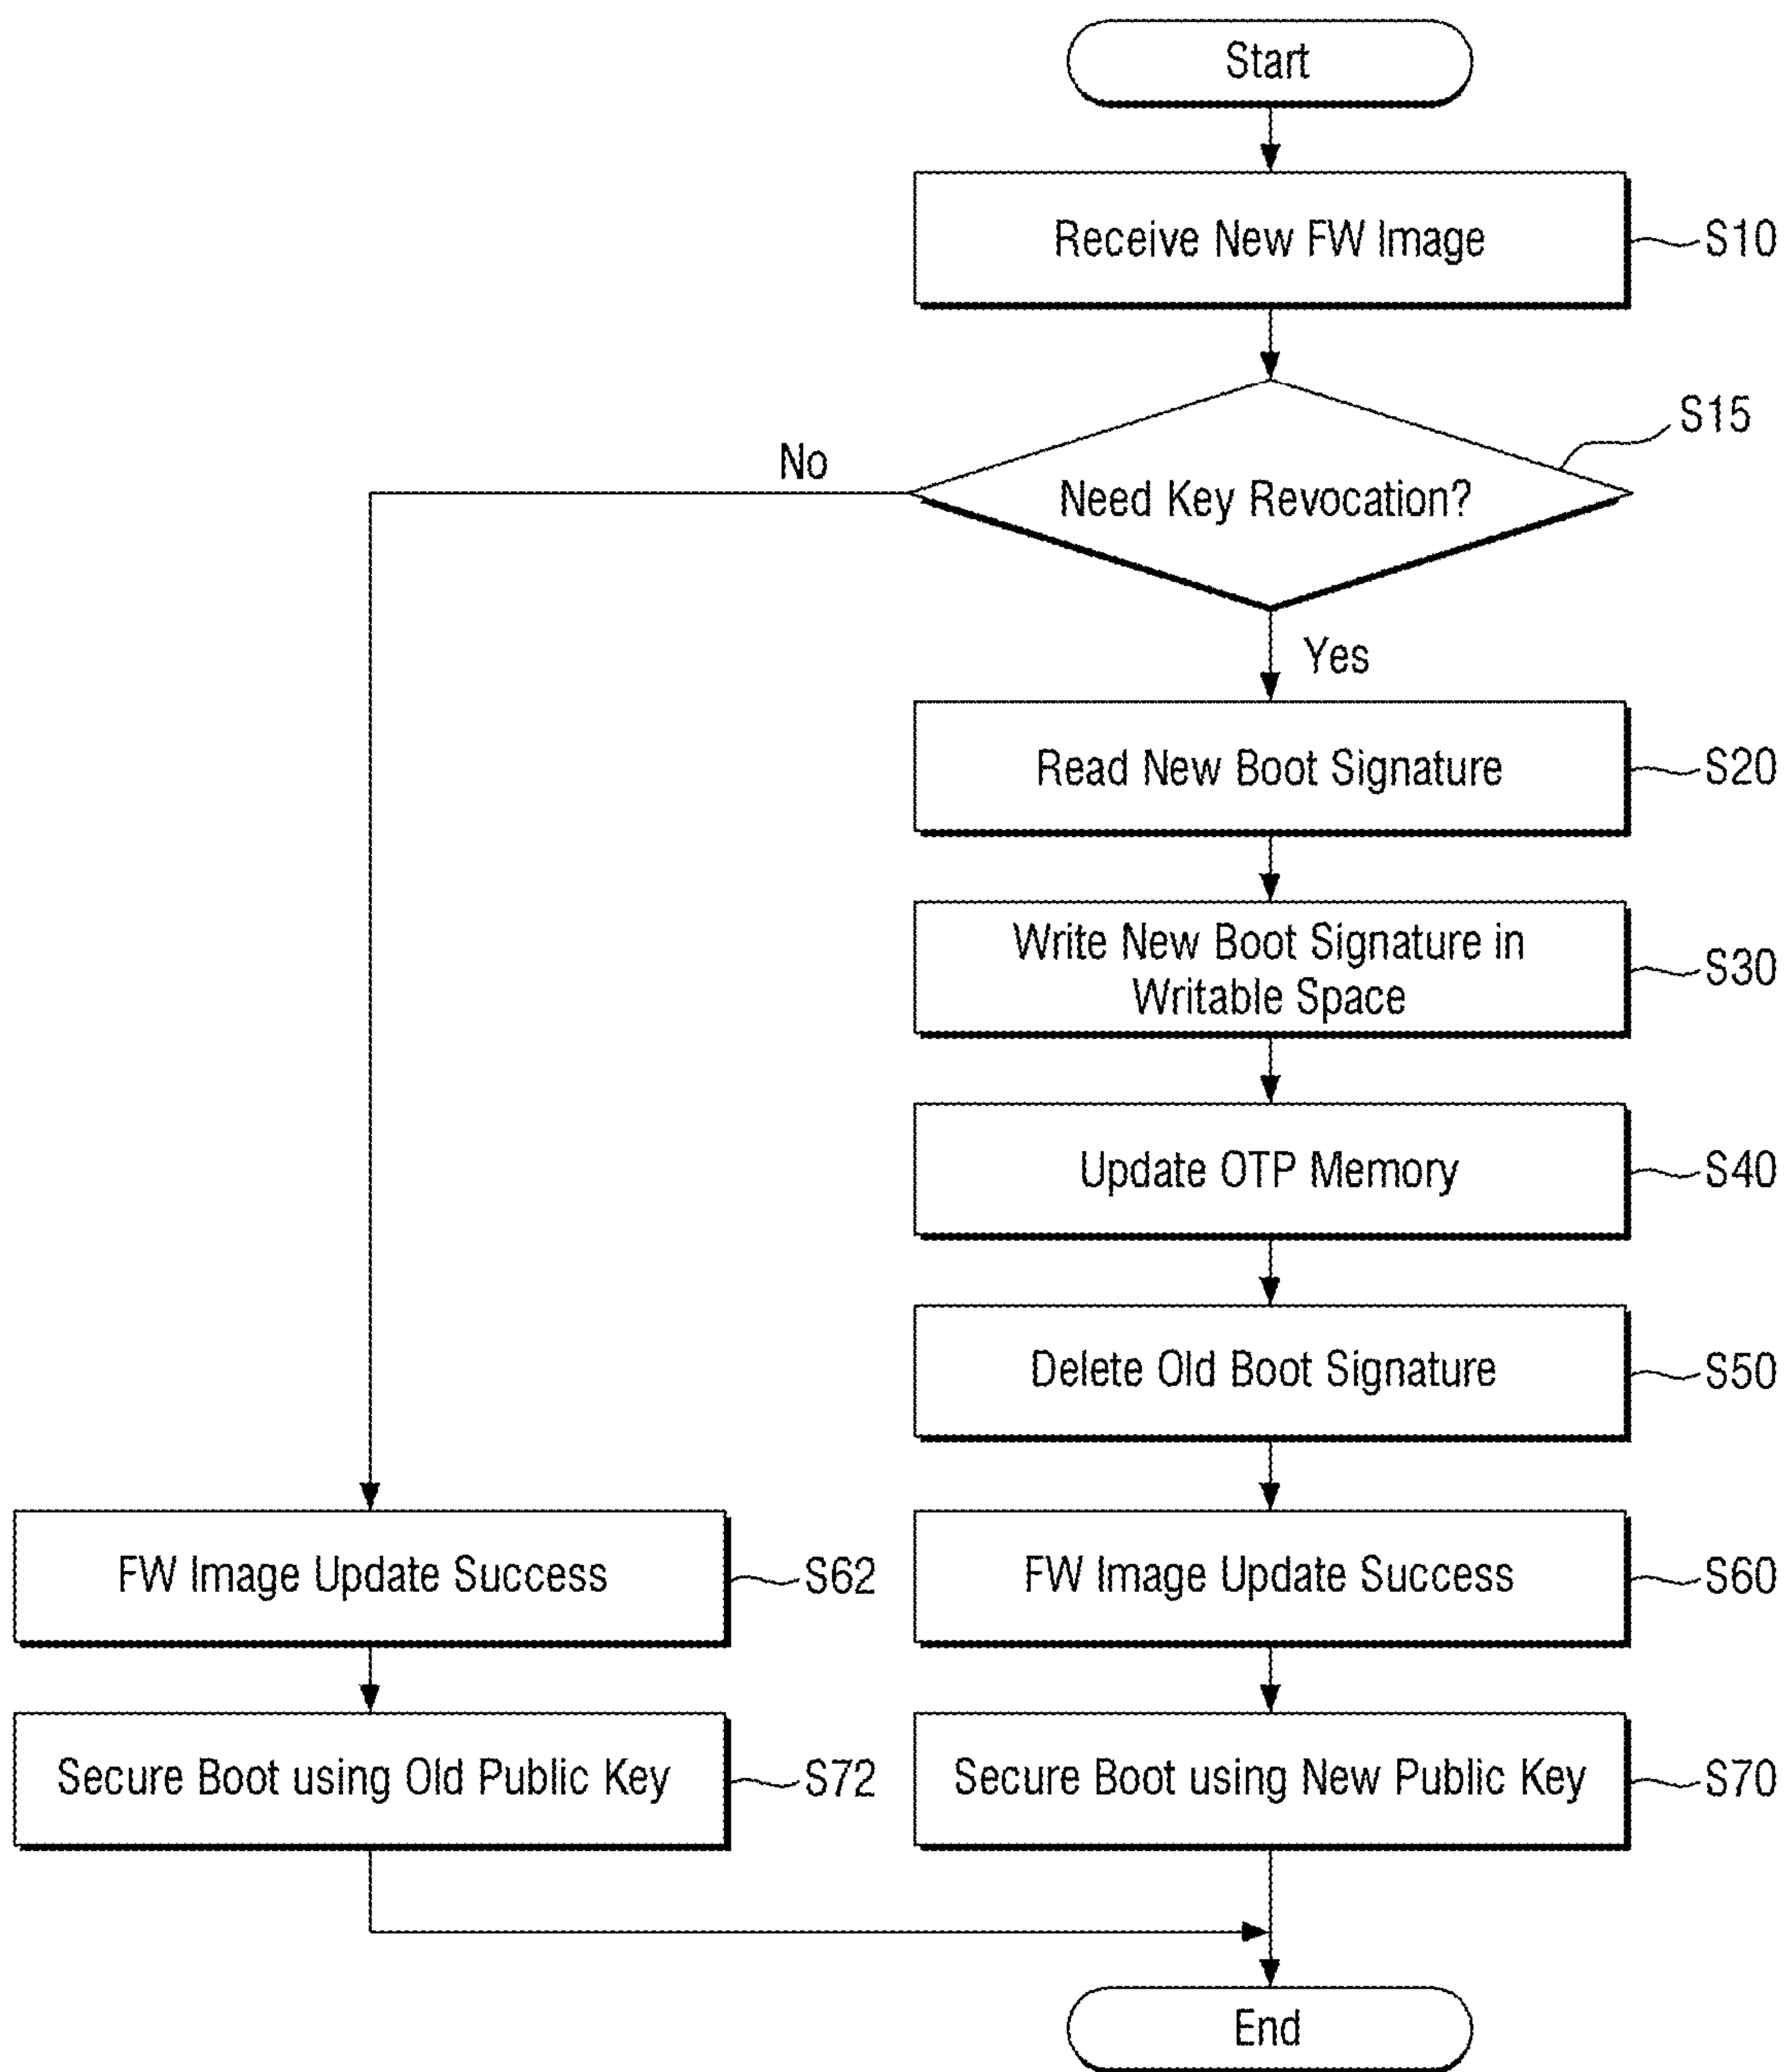 Start
Receive New FW Image
S10
S15
No
Need Key Revocation?
Yes
Read New Boot Signature
S20
Write New Boot Signature in
Writable Space
S30
Update OTP Memory
S40
Delete Old Boot Signature
S50
FW Image Update Success
S62
FW Image Update Success
S60
Secure Boot using Old Public Key
S72
Secure Boot using New Public Key
S70
End